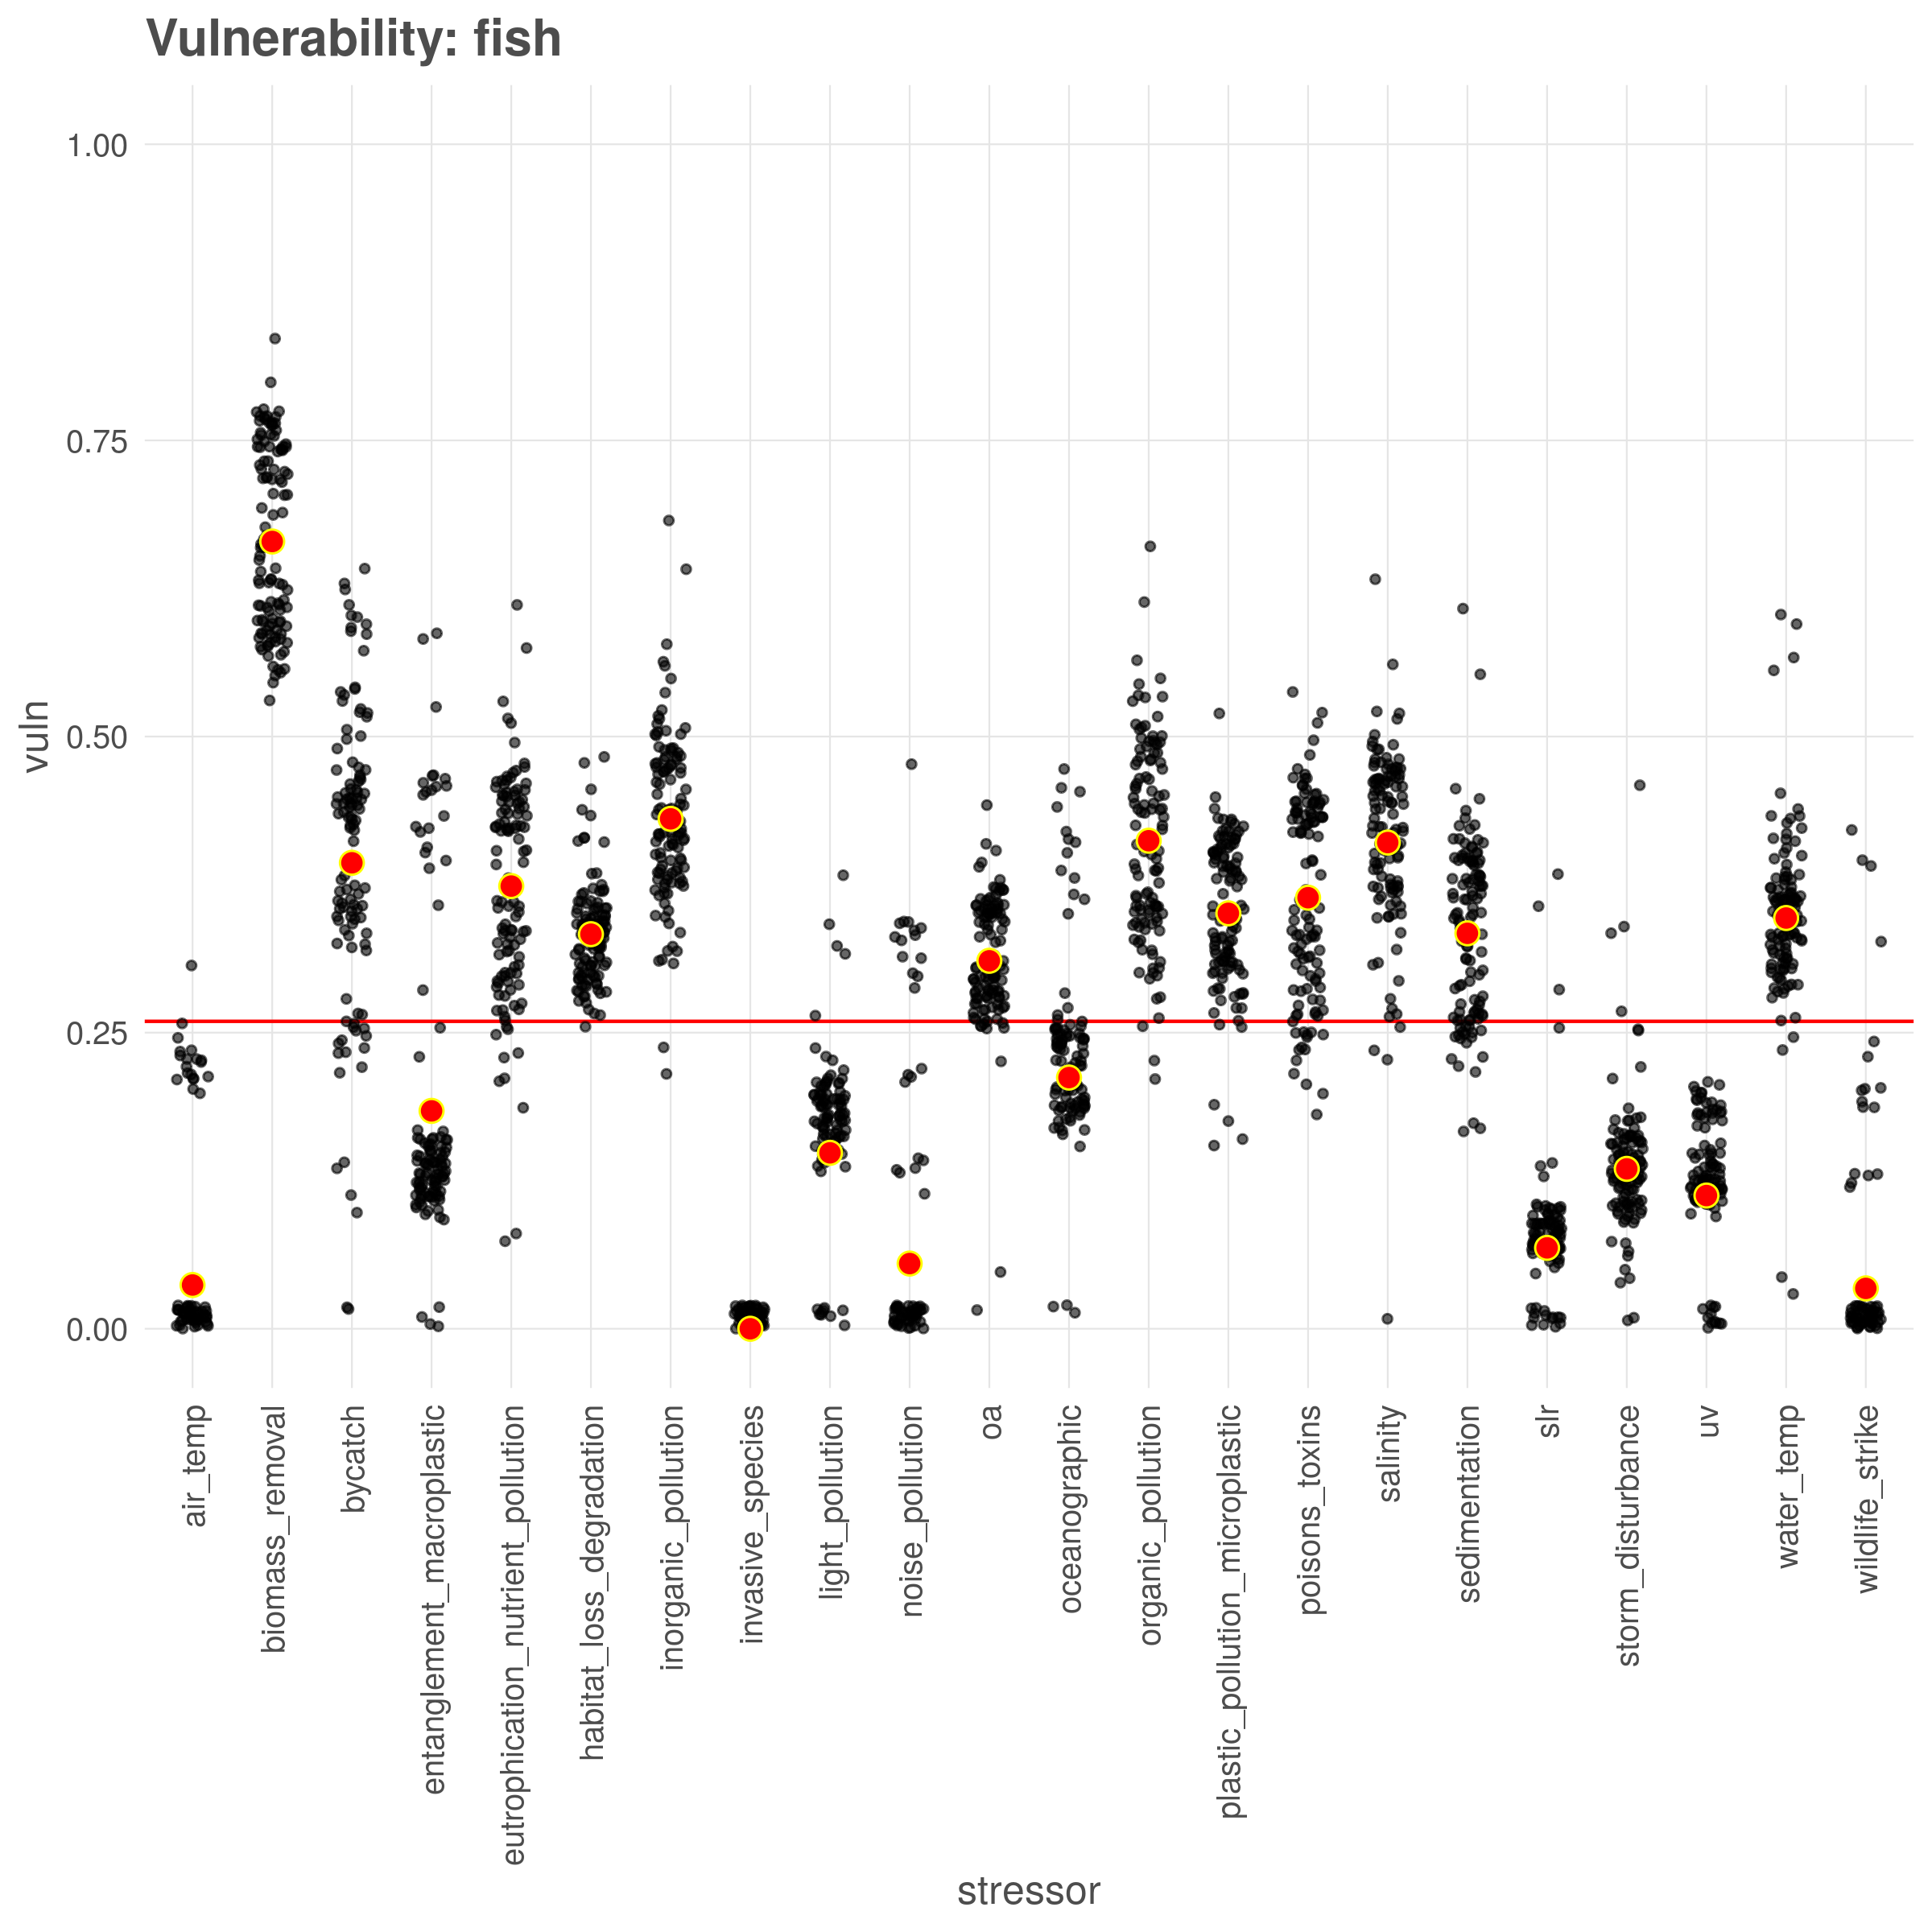 Vulnerability: fish
1.00
0.75
0.50
0.25
0.00
vuln
air_temp
biomass_removal
bycatch
entanglement_macroplastic
eutrophication_nutrient_pollution
habitat_loss_degradation
inorganic_pollution
invasive_species
light_pollution
noise_pollution
oa
oceanographic
organic_pollution
plastic_pollution_microplastic
poisons_toxins
salinity
sedimentation
slr
storm_disturbance
uv
water_temp
wildlife_strike
stressor